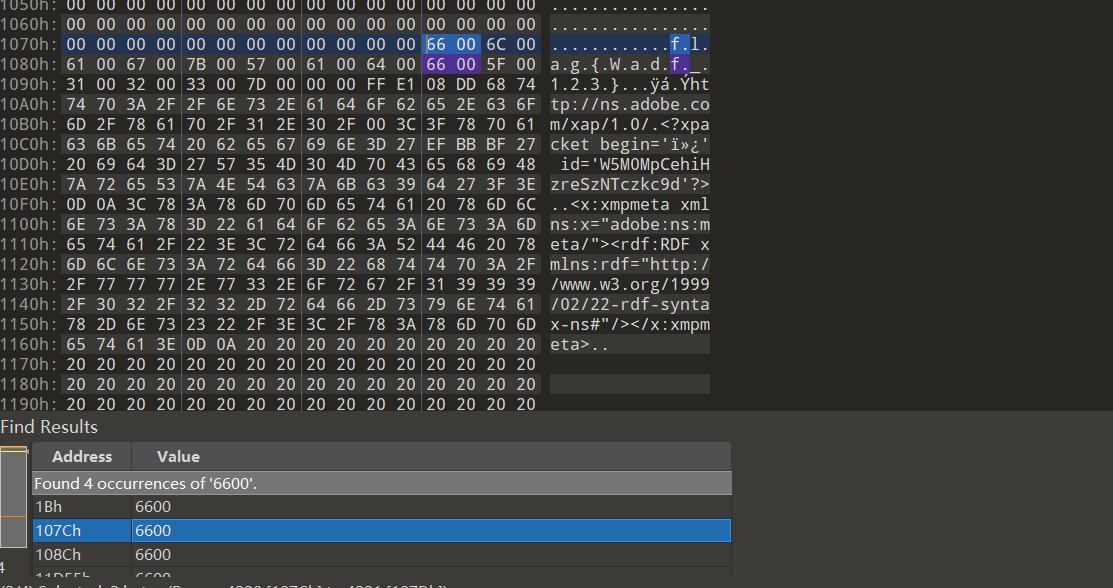 1050h: 00 00 00 00 00 00 00 00 00 00 00 00 00 00 00 00 ................
1060h: 00 00 00 00 00 00 00 00 00 00 00 00 00 00 00 00 ................
1070h: 00 00 00 00 00 00 00 00 00 00 00 00 66 00 6C 00 ............f.l.
1080h: 61 00 67 00 7B 00 57 00 61 00 64 00 66 00 5F 00 a.g.{.W.a.d.f._.
1090h: 31 00 32 00 33 00 7D 00 00 00 FF E1 08 DD 68 74 1.2.3.}...ÿá.Ýht
10A0h: 74 70 3A 2F 2F 6E 73 2E 61 64 6F 62 65 2E 63 6F tp://ns.adobe.co
10B0h: 6D 2F 78 61 70 2F 31 2E 30 2F 00 3C 3F 78 70 61 m/xap/1.0/.<?xpa
10C0h: 63 6B 65 74 20 62 65 67 69 6E 3D 27 EF BB BF 27 cket begin='ï»¿'
10D0h: 20 69 64 3D 27 57 35 4D 30 4D 70 43 65 68 69 48 id='W5M0MpCehiH
10E0h: 7A 72 65 53 7A 4E 54 63 7A 6B 63 39 64 27 3F 3E zreSzNTczkc9d'?>
10F0h: 0D 0A 3C 78 3A 78 6D 70 6D 65 74 61 20 78 6D 6C ..<x:xmpmeta xml
1100h: 6E 73 3A 78 3D 22 61 64 6F 62 65 3A 6E 73 3A 6D ns:x="adobe:ns:m
1110h: 65 74 61 2F 22 3E 3C 72 64 66 3A 52 44 46 20 78 eta/"><rdf:RDF x
1120h: 6D 6C 6E 73 3A 72 64 66 3D 22 68 74 74 70 3A 2F mlns:rdf="http:/
1130h: 2F 77 77 77 2E 77 33 2E 6F 72 67 2F 31 39 39 39 /www.w3.org/1999
1140h: 2F 30 32 2F 32 32 2D 72 64 66 2D 73 79 6E 74 61 /02/22-rdf-synta
1150h: 78 2D 6E 73 23 22 2F 3E 3C 2F 78 3A 78 6D 70 6D x-ns#"/></x:xmpm
1160h: 65 74 61 3E 0D 0A 20 20 20 20 20 20 20 20 20 20 eta>..
1170h: 20 20 20 20 20 20 20 20 20 20 20 20 20 20 20 20
1180h: 20 20 20 20 20 20 20 20 20 20 20 20 20 20 20 20
1190h: 20 20 20 20 20 20 20 20 20 20 20 20 20 20 20 20
Find Results
Address Value
Found 4 occurrences of '6600'.
1Bh 6600
107Ch 6600
108Ch 6600
4